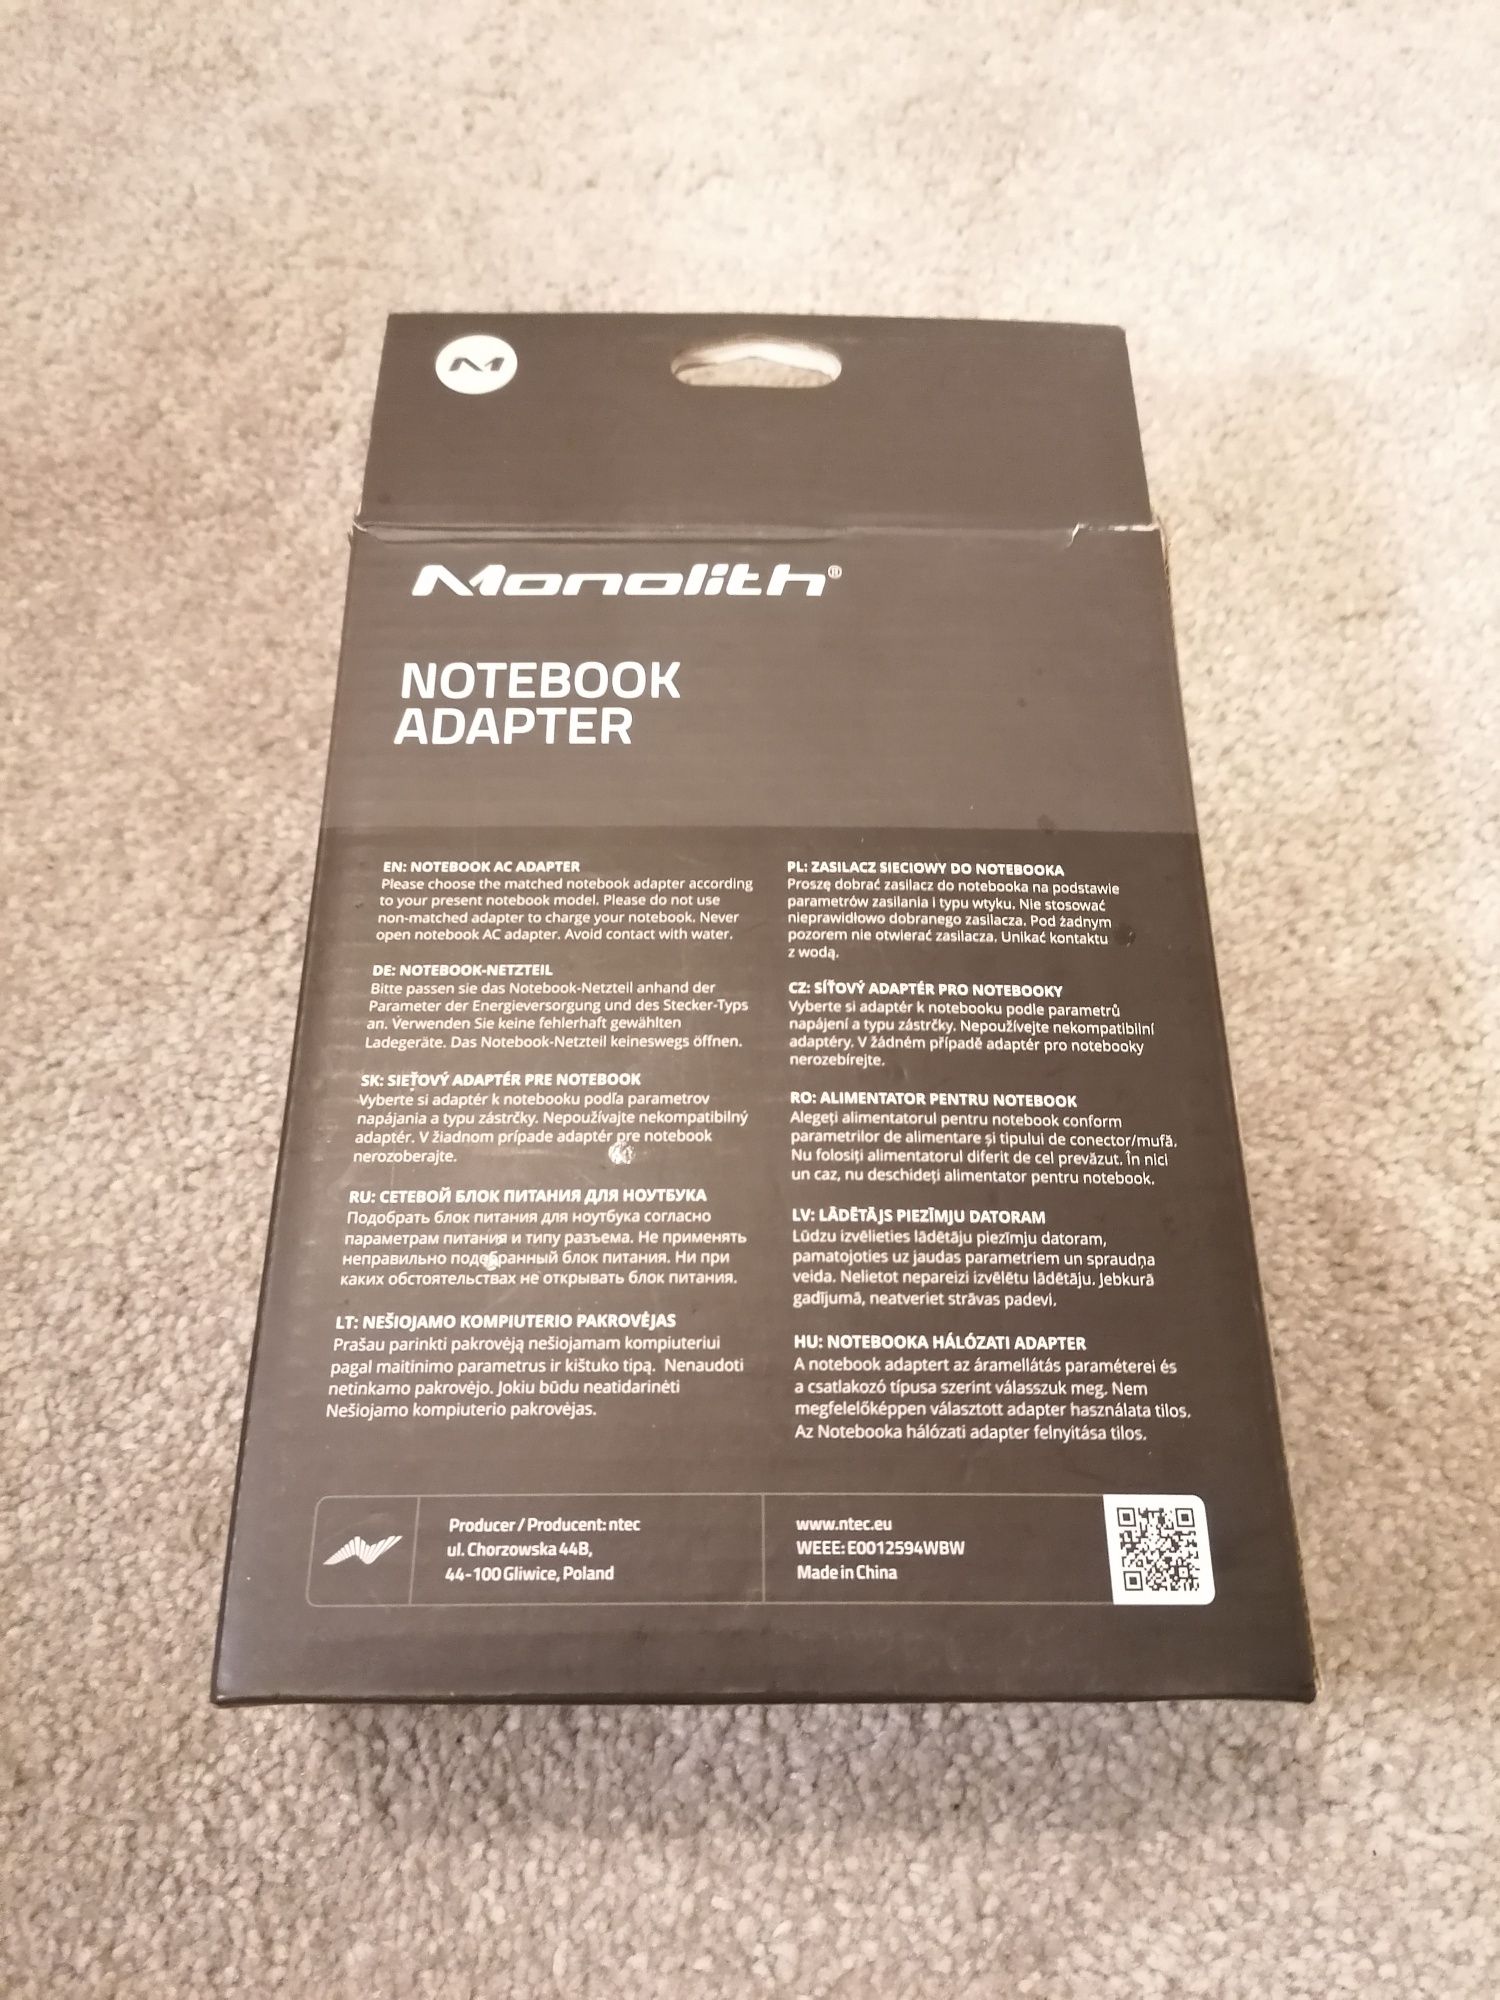 M
Monolith®
NOTEBOOK
ADAPTER
EN: NOTEBOOK AC ADAPTER
Please choose the matched notebook adapter according
to your present notebook model. Please do not use
non-matched adapter to charge your notebook. Never
open notebook AC adapter. Avoid contact with water.
DE: NOTEBOOK-NETZTEIL
Bitte passen sie das Notebook-Netzteil anhand der
Parameter der Energieversorgung und des Stecker-Typs
an. Verwenden Sie keine fehlerhaft gewählten
Ladegeräte. Das Notebook-Netzteil keineswegs öffnen.
SK: SIEŤOVÝ ADAPTÉR PRE NOTEBOOK
Vyberte si adaptér k notebooku podľa parametrov
napájania a typu zástrčky. Nepoužívajte nekompatibilný
adaptér. V žiadnom prípade adaptér pre notebook
nerozoberajte.
RU: СЕТЕВОЙ БЛОК ПИТАНИЯ ДЛЯ НОУТБУКА
Подобрать блок питания для ноутбука согласно
параметрам питания и типу разъема. Не применять
неправильно подобранный блок питания. Ни при
каких обстоятельствах не открывать блок питания.
LT: NEŠIOJAMO KOMPIUTERIO PAKROVĖJAS
Prašau parinkti pakrovėją nešiojamam kompiuteriui
pagal maitinimo parametrus ir kištuko tipą. Nenaudoti
netinkamo pakrovėjo. Jokiu būdu neatidarinėti
Nešiojamo kompiuterio pakrovėjas.
PL: ZASILACZ SIECIOWY DO NOTEBOOKA
Proszę dobrać zasilacz do notebooka na podstawie
parametrów zasilania i typu wtyku. Nie stosować
nieprawidłowo dobranego zasilacza. Pod żadnym
pozorem nie otwierać zasilacza. Unikać kontaktu
z wodą.
CZ: SÍŤOVÝ ADAPTÉR PRO NOTEBOOKY
Vyberte si adaptér k notebooku podle parametrů
napájení a typu zástrčky. Nepoužívejte nekompatibilní
adaptéry. V žádném případě adaptér pro notebooky
nerozebírejte.
RO: ALIMENTATOR PENTRU NOTEBOOK
Alegeți alimentatorul pentru notebook conform
parametrilor de alimentare și tipului de conector/mufă.
Nu folosiți alimentatorul diferit de cel prevăzut. În nici
un caz, nu deschideți alimentator pentru notebook.
LV: LĀDĒTĀJS PIEZĪMJU DATORAM
Lūdzu izvēlieties lādētāju piezīmju datoram,
pamatojoties uz jaudas parametriem un spraudņa
veida. Nelietot nepareizi izvēlētu lādētāju. Jebkurā
gadījumā, neatveriet strāvas padevi.
HU: NOTEBOOKA HÁLÓZATI ADAPTER
A notebook adaptert az áramellátás paraméterei és
a csatlakozó típusa szerint válasszuk meg. Nem
megfelelőképpen választott adapter használata tilos.
Az Notebooka hálózati adapter felnyitása tilos.
Producer / Producent: ntec
ul. Chorzowska 44B,
44-100 Gliwice, Poland
www.ntec.eu
WEEE: E0012594WBW
Made in China